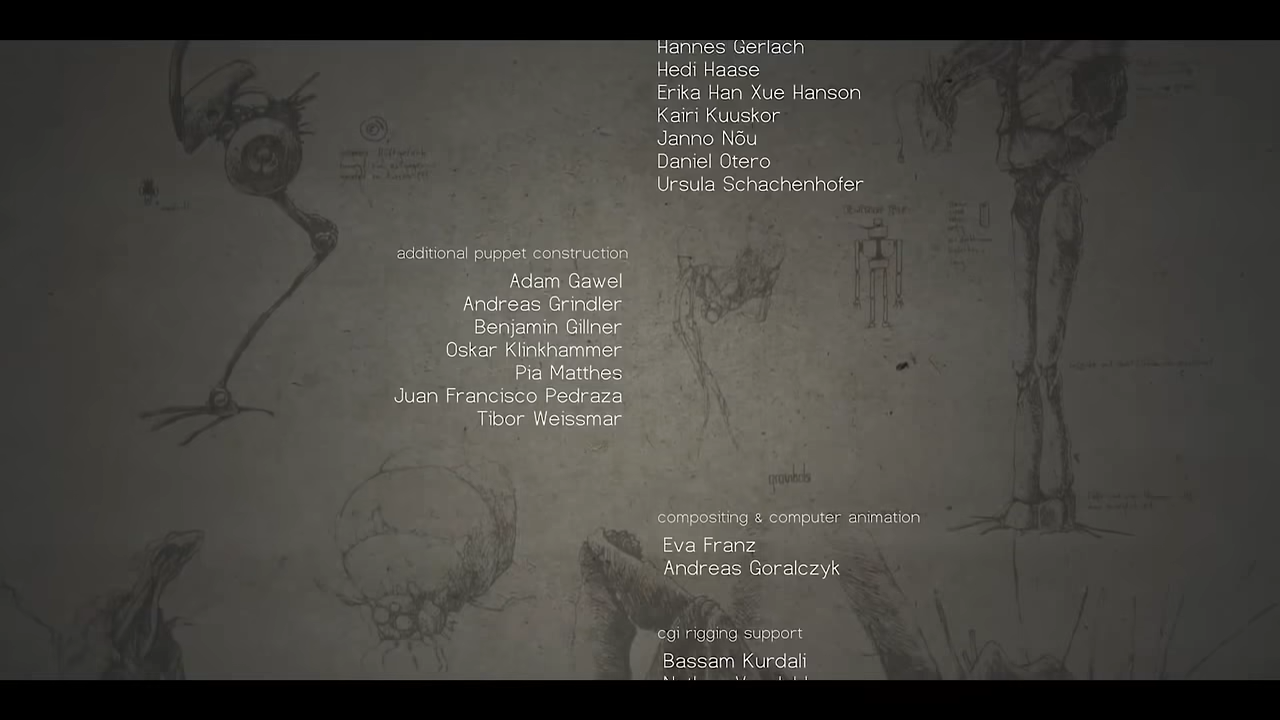 Hannes Gerlach
Hedi Haase
Erika Han Xue Hanson
Kairi Kuuskor
Janno Nõu
Daniel Otero
Ursula Schachenhofer
additional puppet construction
Adam Gawel
Andreas Grindler
Benjamin Gillner
Oskar Klinkhammer
Pia Matthes
Juan Francisco Pedraza
Tibor Weissmar
compositing & computer animation
Eva Franz
Andreas Goralczyk
cgi rigging support
Bassam Kurdali